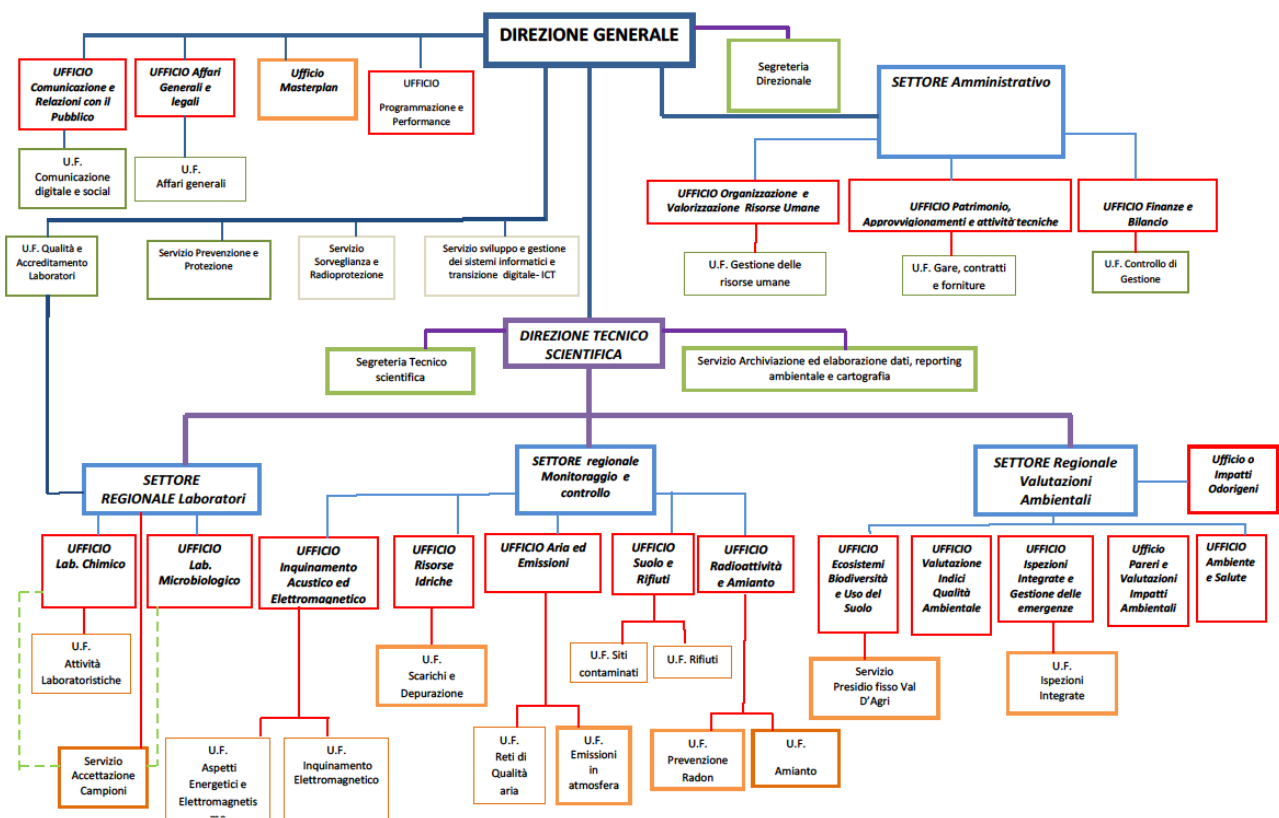 DIREZIONE GENERALE
UFFICIO
Comunicazione e
Relazioni con il
Pubblico
UFFICIO Affari
Generali e
legali
Ufficio
Masterplan
UFFICIO
Programmazione e
Performance
Segreteria
Direzionale
SETTORE Amministrativo
U.F.
Comunicazione
digitale e social
U.F.
Affari generali
UFFICIO Organizzazione e
Valorizzazione Risorse Umane
UFFICIO Patrimonio,
Approvvigionamenti e attività tecniche
UFFICIO Finanze e
Bilancio
U.F. Qualità e
Accreditamento
Laboratori
Servizio Prevenzione e
Protezione
Servizio
Sorveglianza e
Radioprotezione
Servizio sviluppo e gestione
dei sistemi informatici e
transizione digitale- ICT
U.F. Gestione delle
risorse umane
U.F. Gare, contratti
e forniture
U.F. Controllo di
Gestione
DIREZIONE TECNICO
SCIENTIFICA
Segreteria Tecnico
scientifica
Servizio Archiviazione ed elaborazione dati, reporting
ambientale e cartografia
SETTORE
REGIONALE Laboratori
SETTORE regionale
Monitoraggio e
controllo
SETTORE Regionale
Valutazioni
Ambientali
Ufficio o
Impatti
Odorigeni
UFFICIO
Lab. Chimico
UFFICIO
Lab.
Microbiologico
UFFICIO
Inquinamento
Acustico ed
Elettromagnetico
UFFICIO
Risorse
Idriche
UFFICIO Aria ed
Emissioni
UFFICIO
Suolo e
Rifiuti
UFFICIO
Radioattività
e Amianto
UFFICIO
Ecosistemi
Biodiversità
e Uso del
Suolo
UFFICIO
Valutazione
Indici
Qualità
Ambientale
UFFICIO
Ispezioni
Integrate e
Gestione delle
emergenze
Ufficio
Pareri e
Valutazioni
Impatti
Ambientali
UFFICIO
Ambiente
e Salute
U.F.
Attività
Laboratoristiche
U.F.
Scarichi e
Depurazione
U.F. Siti
contaminati
U.F. Rifiuti
Servizio
Presidio fisso Val
D'Agri
U.F.
Ispezioni
Integrate
Servizio
Accettazione
Campioni
U.F.
Aspetti
Energetici e
Elettromagnetis
U.F.
Inquinamento
Elettromagnetico
U.F.
Reti di
Qualità
aria
U.F.
Emissioni
in
atmosfera
U.F.
Prevenzione
Radon
U.F.
Amianto